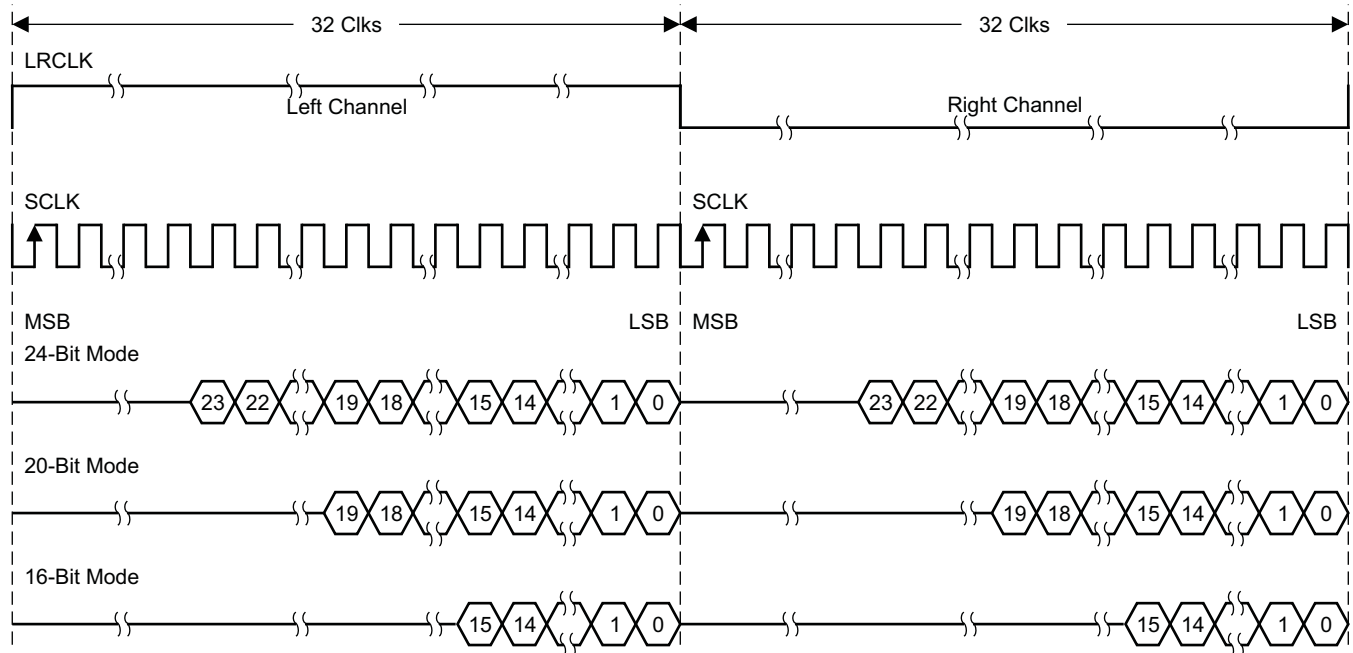 32 Clks 32 Clks
LRCLK
Left Channel Right Channel
SCLK SCLK
MSB LSB MSB LSB
24-Bit Mode
23 22 19 18 15 14 1 0 23 22 19 18 15 14 1 0
20-Bit Mode
19 18 15 14 1 0 19 18 15 14 1 0
16-Bit Mode
15 14 1 0 15 14 1 0